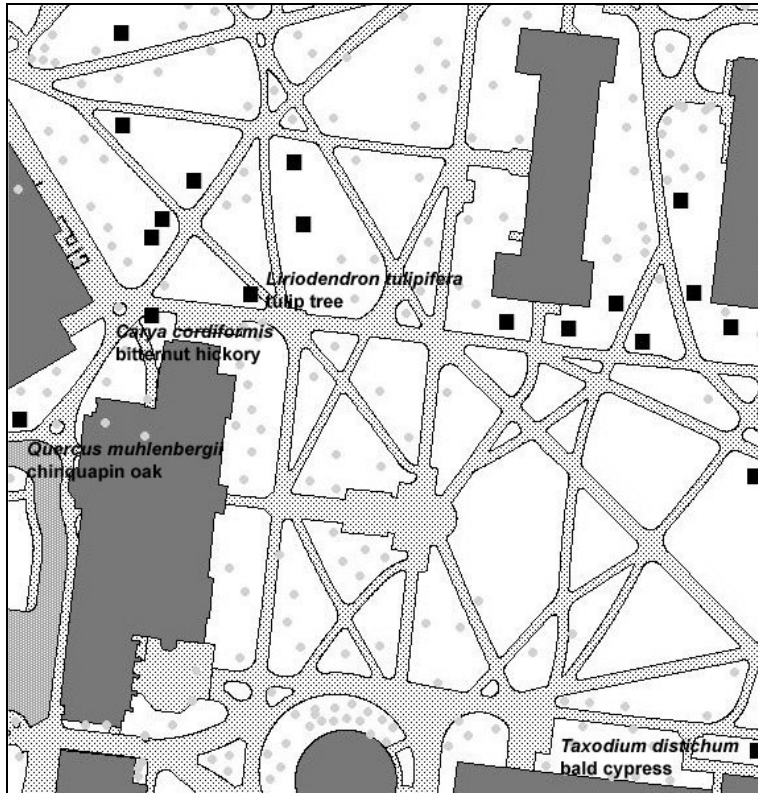 Liriodendron tulipifera
tulip tree
Carya cordiformis
bitternut hickory
Quercus muhlenbergii
chinquapin oak
Taxodium distichum
bald cypress